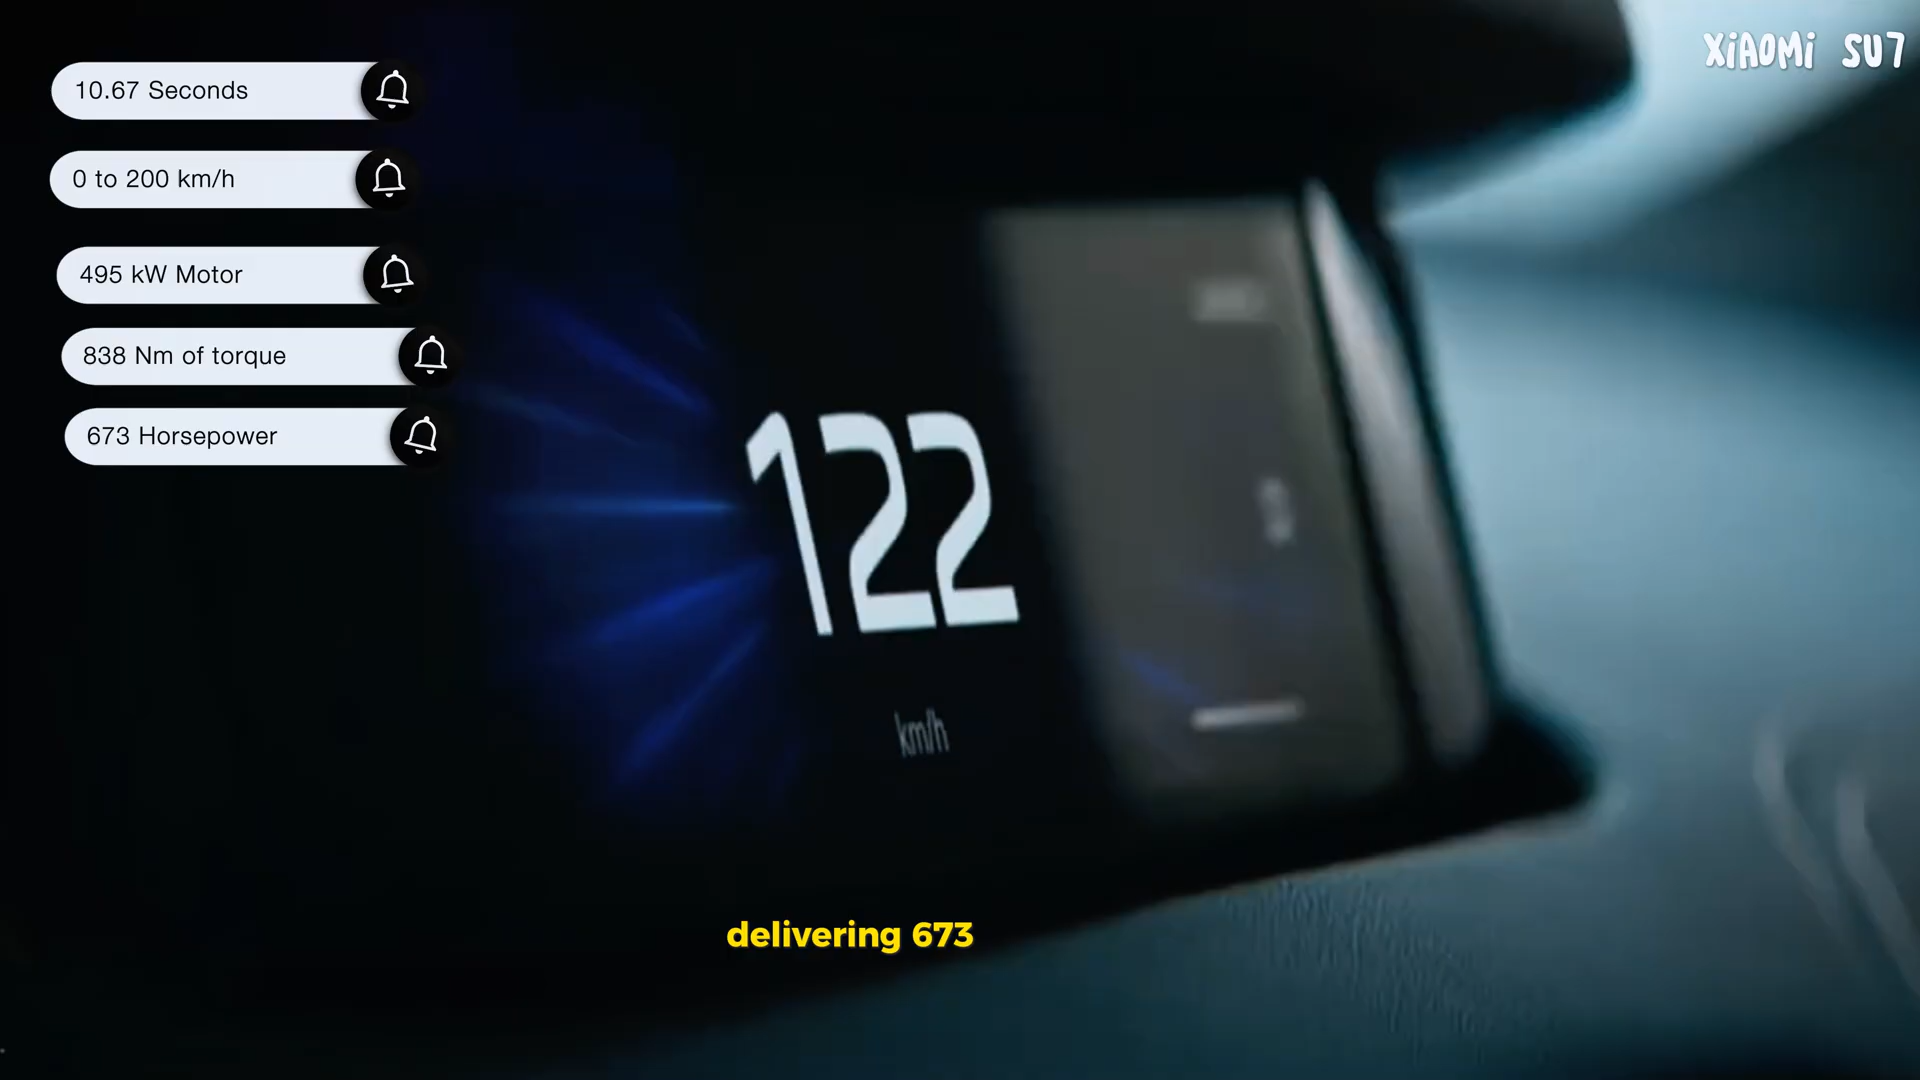 XiAOMi SU7
10.67 Seconds
0 to 200 km/h
495 kW Motor
838 Nm of torque
673 Horsepower
122
km/h
delivering 673